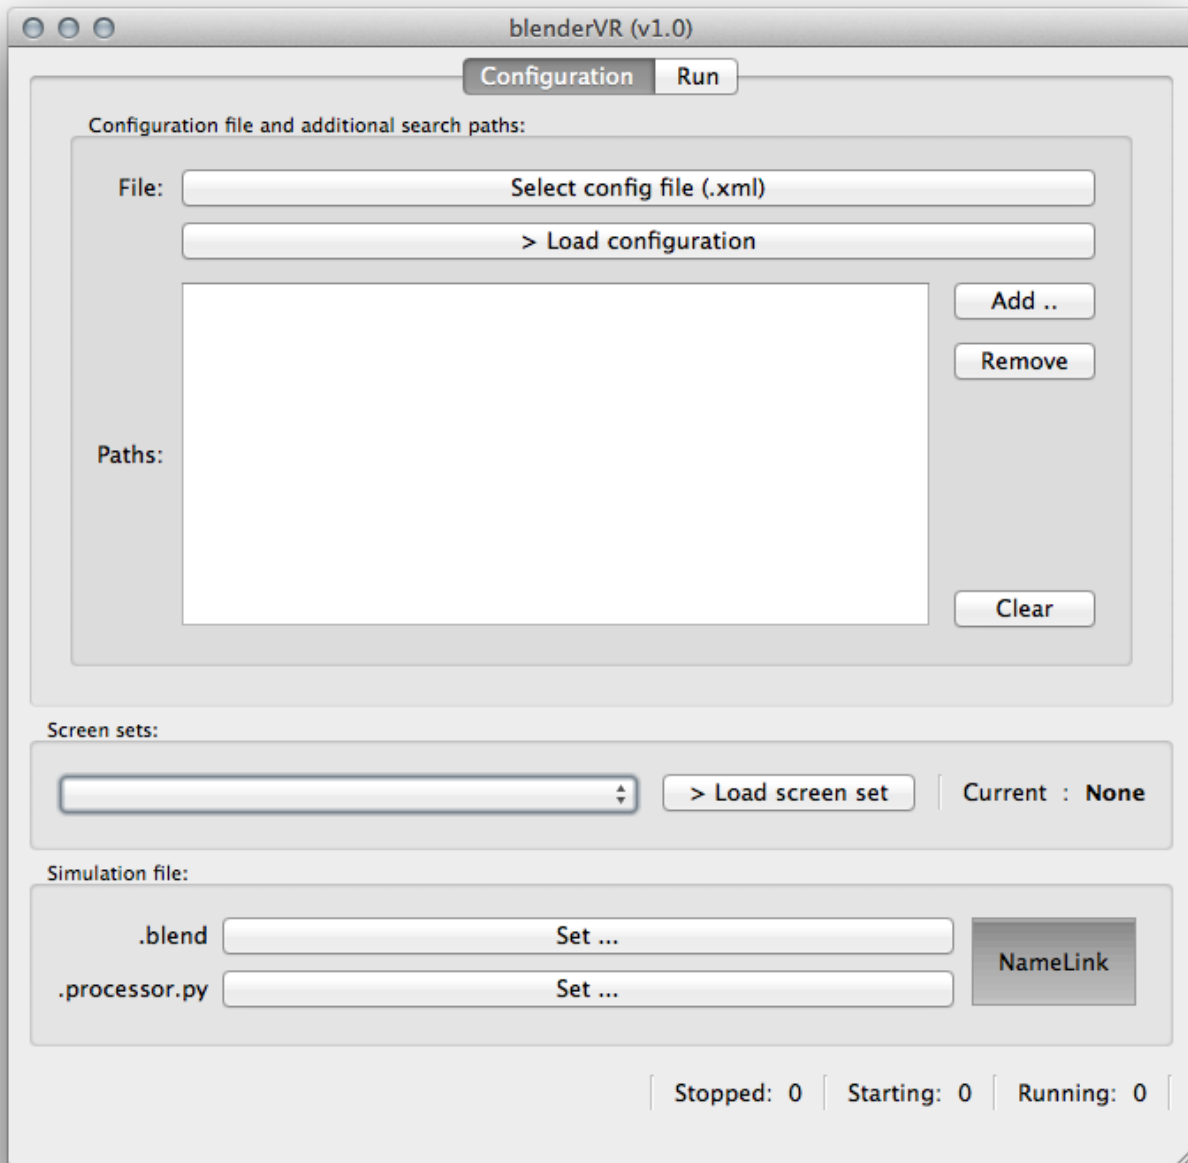 blenderVR (v1.0)
Configuration Run
Configuration file and additional search paths:
File: Select config file (.xml)
> Load configuration
Add ..
Remove
Paths:
Clear
Screen sets:
> Load screen set Current : None
Simulation file:
.blend Set ...
NameLink
.processor.py Set ...
Stopped: 0 Starting: 0 Running: 0